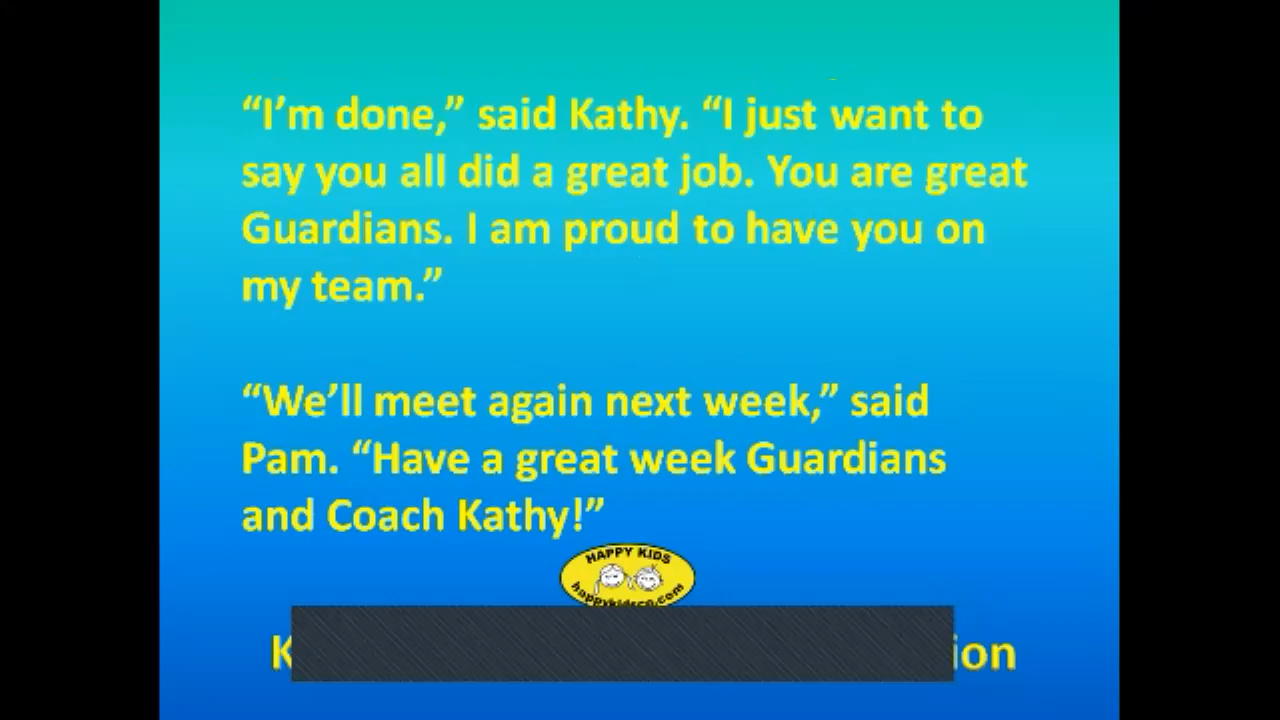 “I’m done,” said Kathy. “I just want to
say you all did a great job. You are great
Guardians. I am proud to have you on
my team.”
“We’ll meet again next week,” said
Pam. “Have a great week Guardians
and Coach Kathy!”
HAPPY KIDS
happykidsco.com